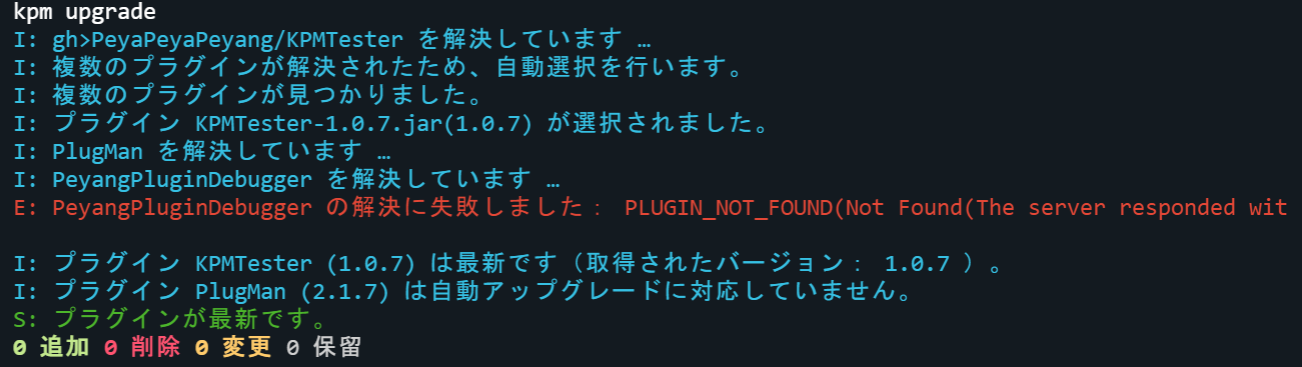 kpm upgrade
I: gh>PeyaPeyaPeyang/KPMTester を解決しています …
I: 複数のプラグインが解決されたため、自動選択を行います。
I: 複数のプラグインが見つかりました。
I: プラグイン KPMTester-1.0.7.jar(1.0.7) が選択されました。
I: PlugMan を解決しています …
I: PeyangPluginDebugger を解決しています …
E: PeyangPluginDebugger の解決に失敗しました： PLUGIN_NOT_FOUND(Not Found(The server responded wit
I: プラグイン KPMTester (1.0.7) は最新です（取得されたバージョン： 1.0.7 ）。
I: プラグイン PlugMan (2.1.7) は自動アップグレードに対応していません。
S: プラグインが最新です。
0 追加 0 削除 0 変更 0 保留